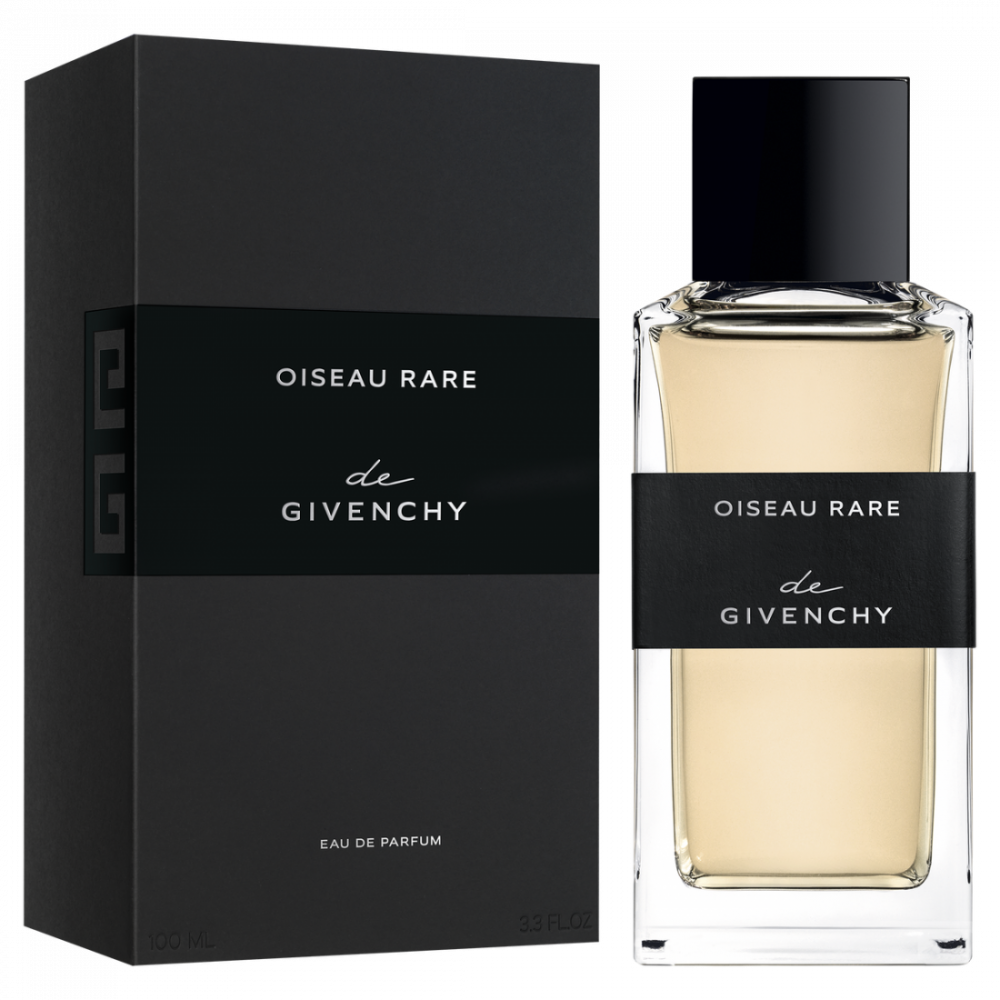 OISEAU RARE
de
GIVENCHY
EAU DE PARFUM
100 ML
3.3 FL.OZ
OISEAU RARE
de
GIVENCHY